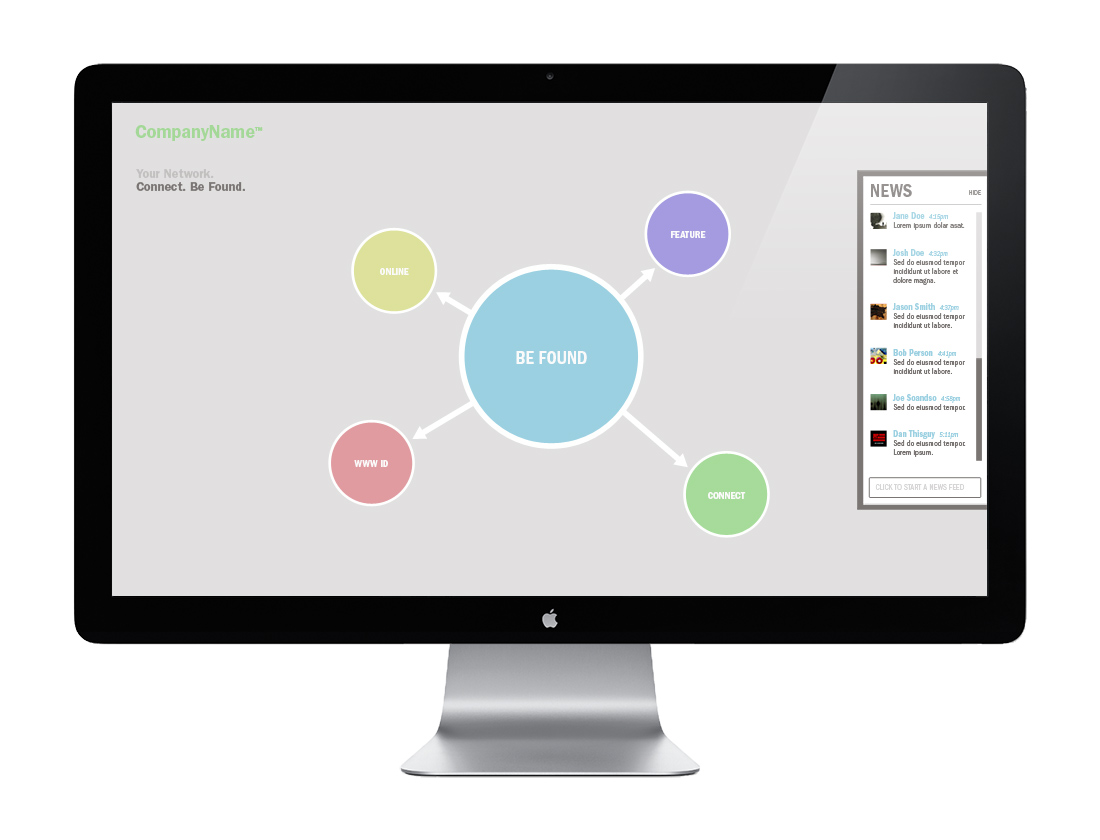 CompanyName™
Your Network.
Connect. Be Found.
ONLINE
FEATURE
BE FOUND
WWW ID
CONNECT
NEWS
HIDE
Jane Doe 4:15pm
Lorem ipsum dolar asat.
Josh Doe 4:32pm
Sed do eiusmod tempor
incididunt ut labore et
dolore magna.
Jason Smith 4:37pm
Sed do eiusmod tempor
incididunt ut labore.
Bob Person 4:41pm
Sed do eiusmod tempor
incididunt ut labore.
Joe Soandso 4:58pm
Sed do eiusmod tempor.
Dan Thisguy 5:11pm
Sed do eiusmod tempor.
Lorem ipsum.
CLICK TO START A NEWS FEED